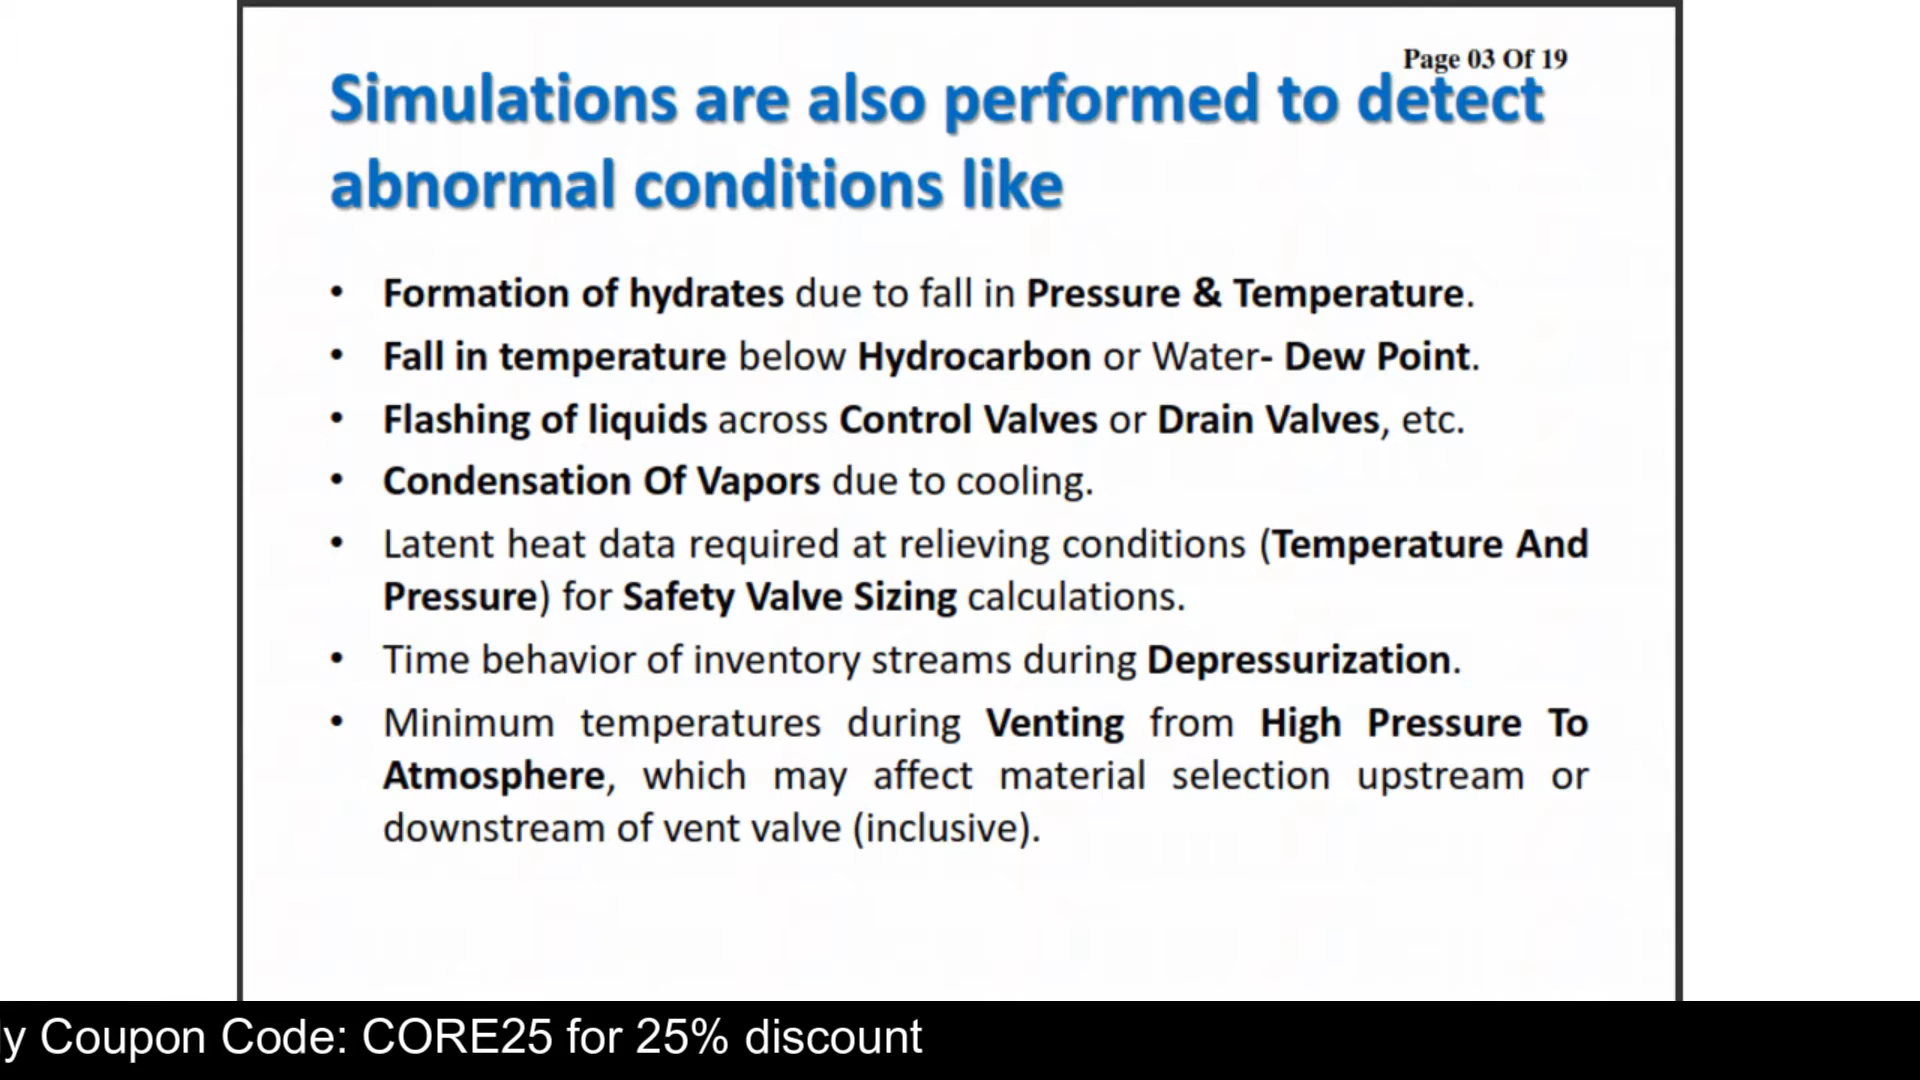 Page 03 Of 19
Simulations are also performed to detect
abnormal conditions like
• Formation of hydrates due to fall in Pressure & Temperature.
• Fall in temperature below Hydrocarbon or Water- Dew Point.
• Flashing of liquids across Control Valves or Drain Valves, etc.
• Condensation Of Vapors due to cooling.
• Latent heat data required at relieving conditions (Temperature And
Pressure) for Safety Valve Sizing calculations.
• Time behavior of inventory streams during Depressurization.
• Minimum temperatures during Venting from High Pressure To
Atmosphere, which may affect material selection upstream or
downstream of vent valve (inclusive).
ly Coupon Code: CORE25 for 25% discount